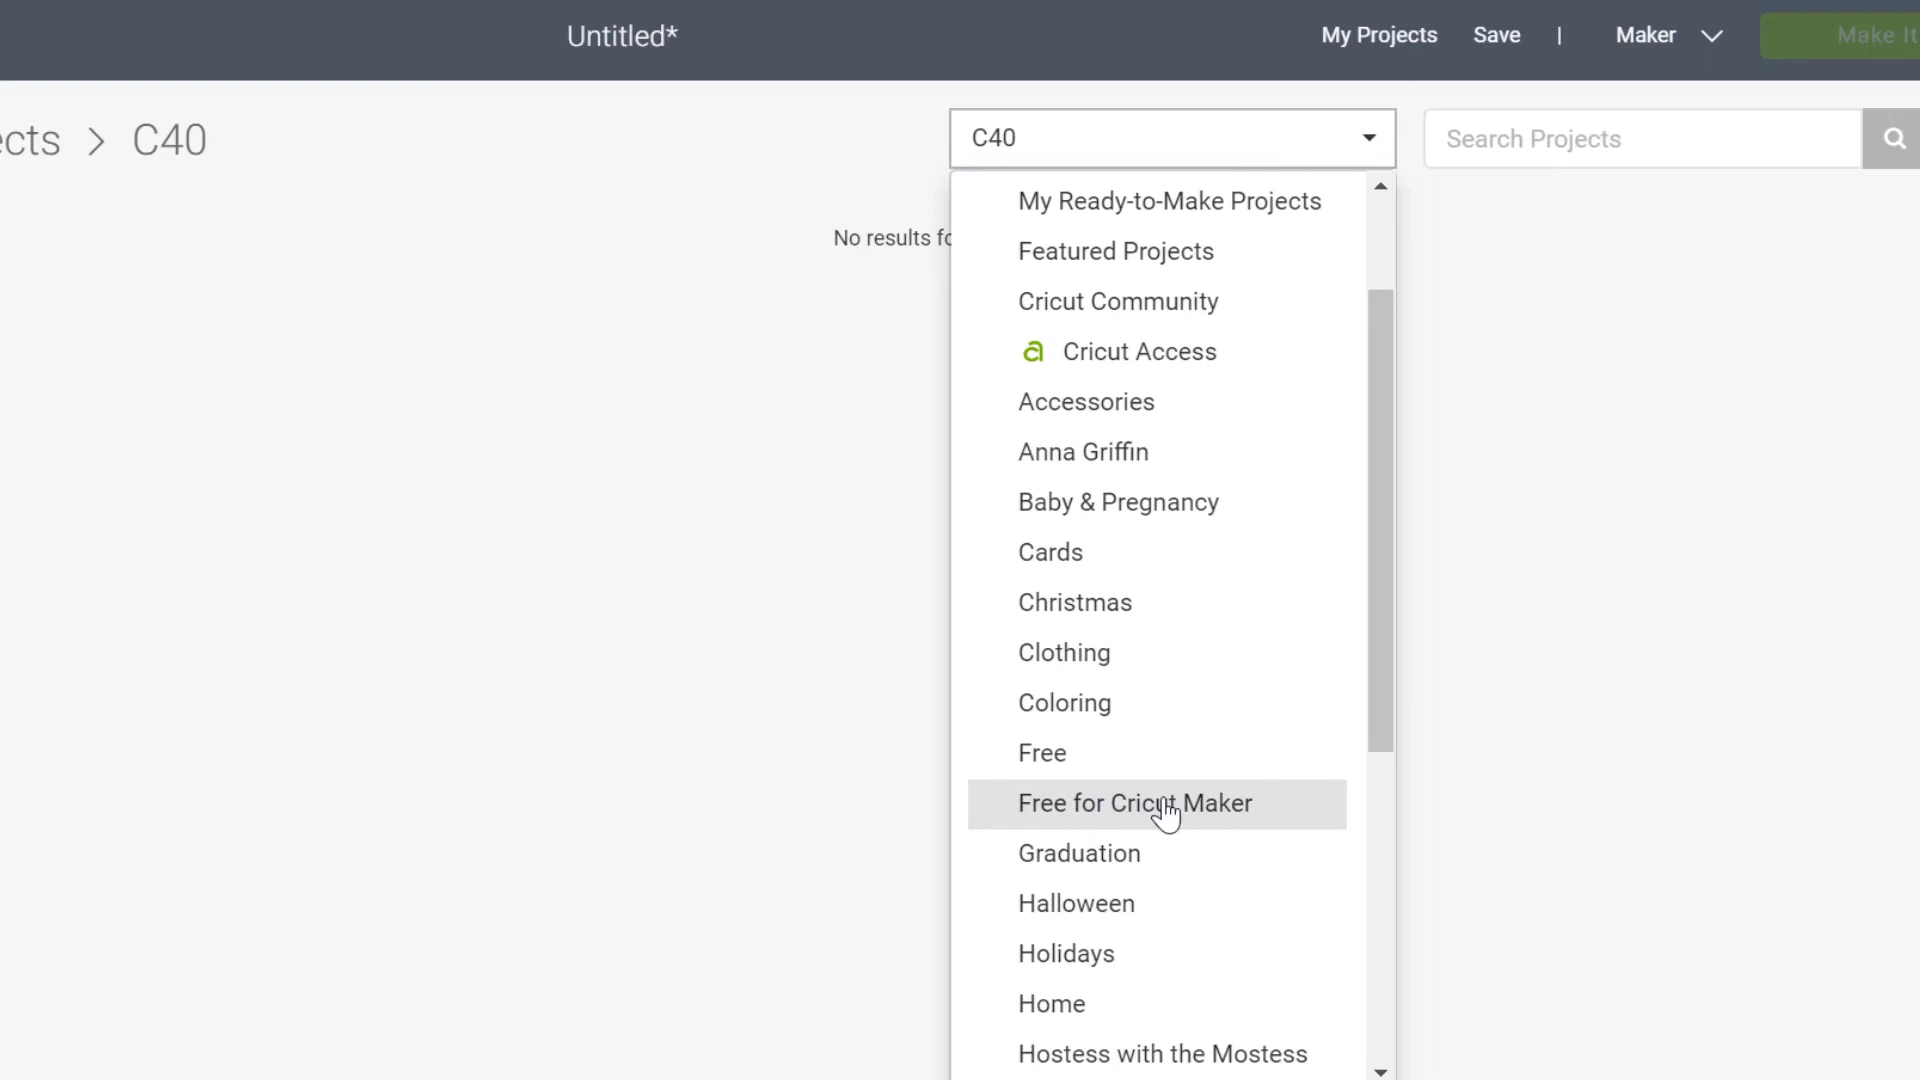 Untitled*
My Projects
Save
|
Maker
Make It
ects > C40
C40
Search Projects
No results fo
My Ready-to-Make Projects
Featured Projects
Cricut Community
Cricut Access
Accessories
Anna Griffin
Baby & Pregnancy
Cards
Christmas
Clothing
Coloring
Free
Free for Cricut Maker
Graduation
Halloween
Holidays
Home
Hostess with the Mostess